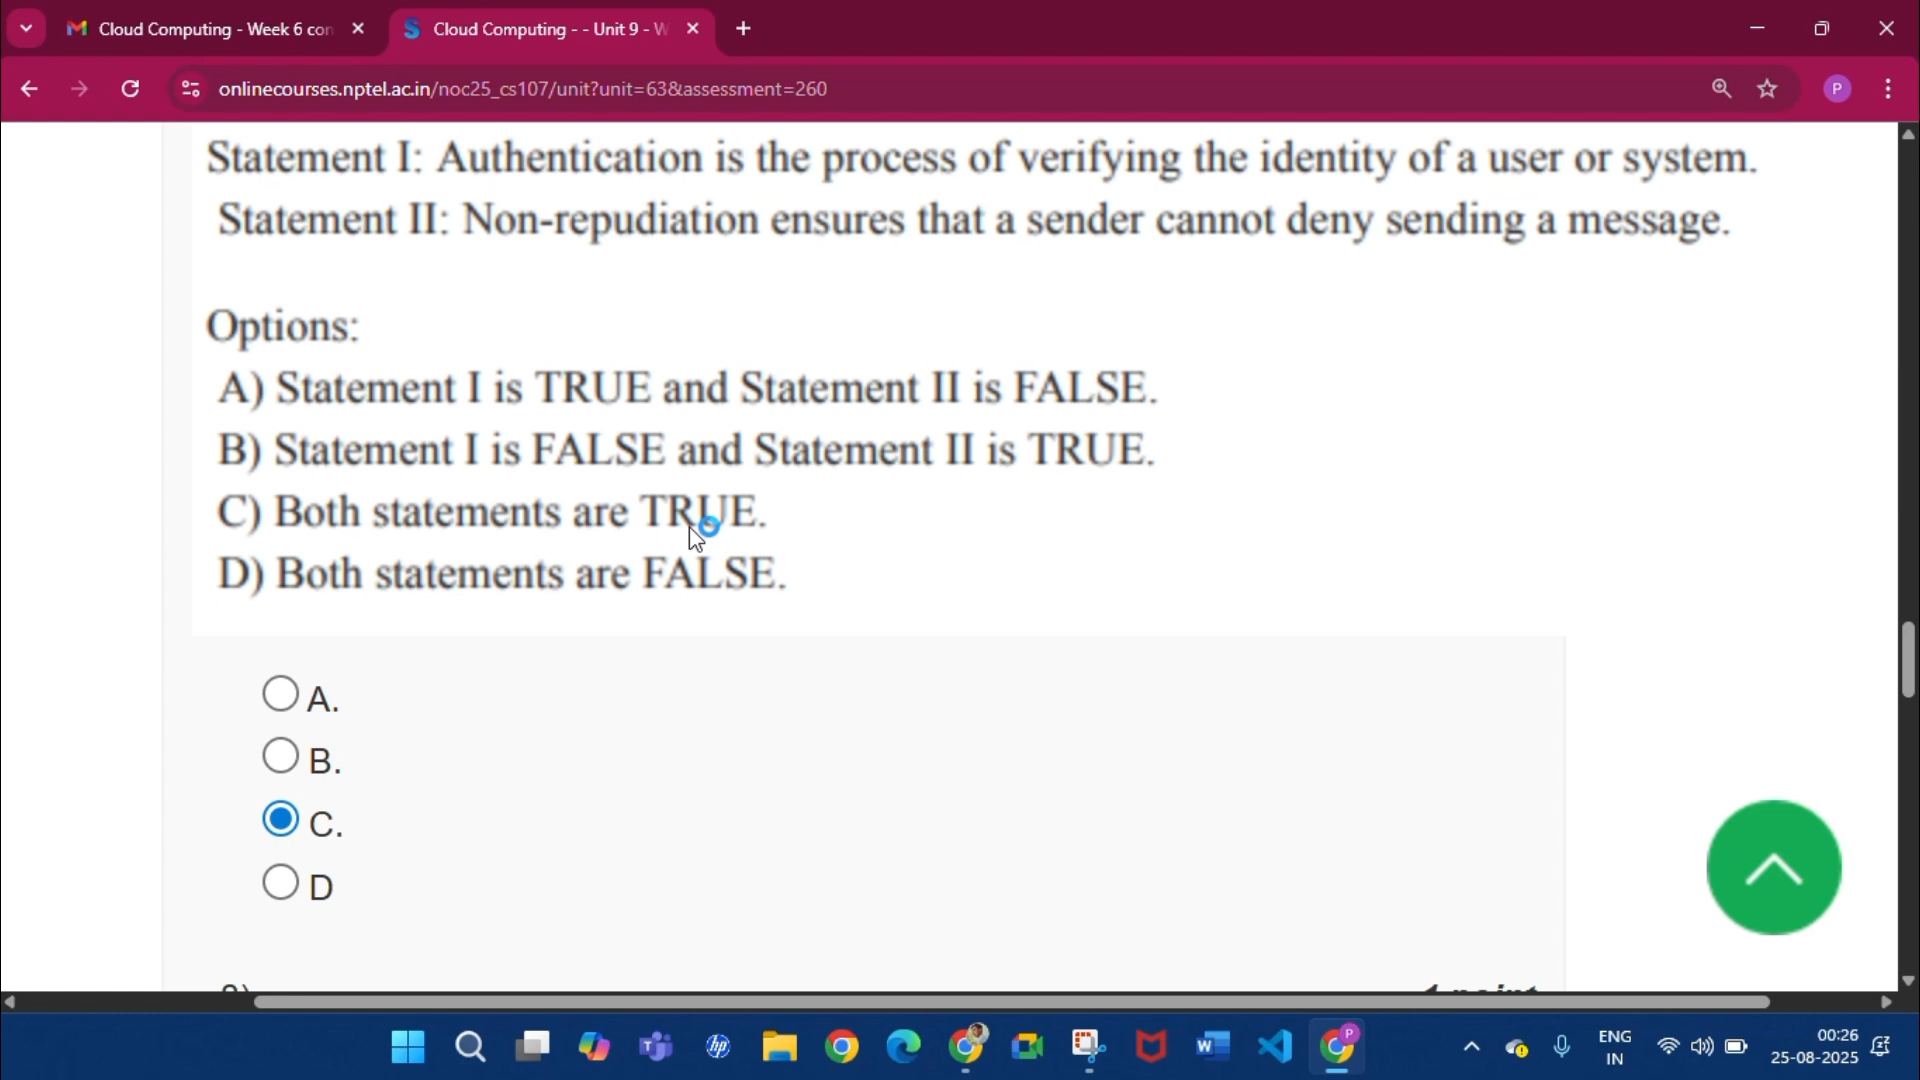 Cloud Computing - Week 6 con
Cloud Computing - - Unit 9 - W
onlinecourses.nptel.ac.in/noc25_cs107/unit?unit=63&assessment=260
P
Statement I: Authentication is the process of verifying the identity of a user or system.
Statement II: Non-repudiation ensures that a sender cannot deny sending a message.
Options:
A) Statement I is TRUE and Statement II is FALSE.
B) Statement I is FALSE and Statement II is TRUE.
C) Both statements are TRUE.
D) Both statements are FALSE.
A.
B.
C.
D
1 point
ENG
IN
00:26
25-08-2025